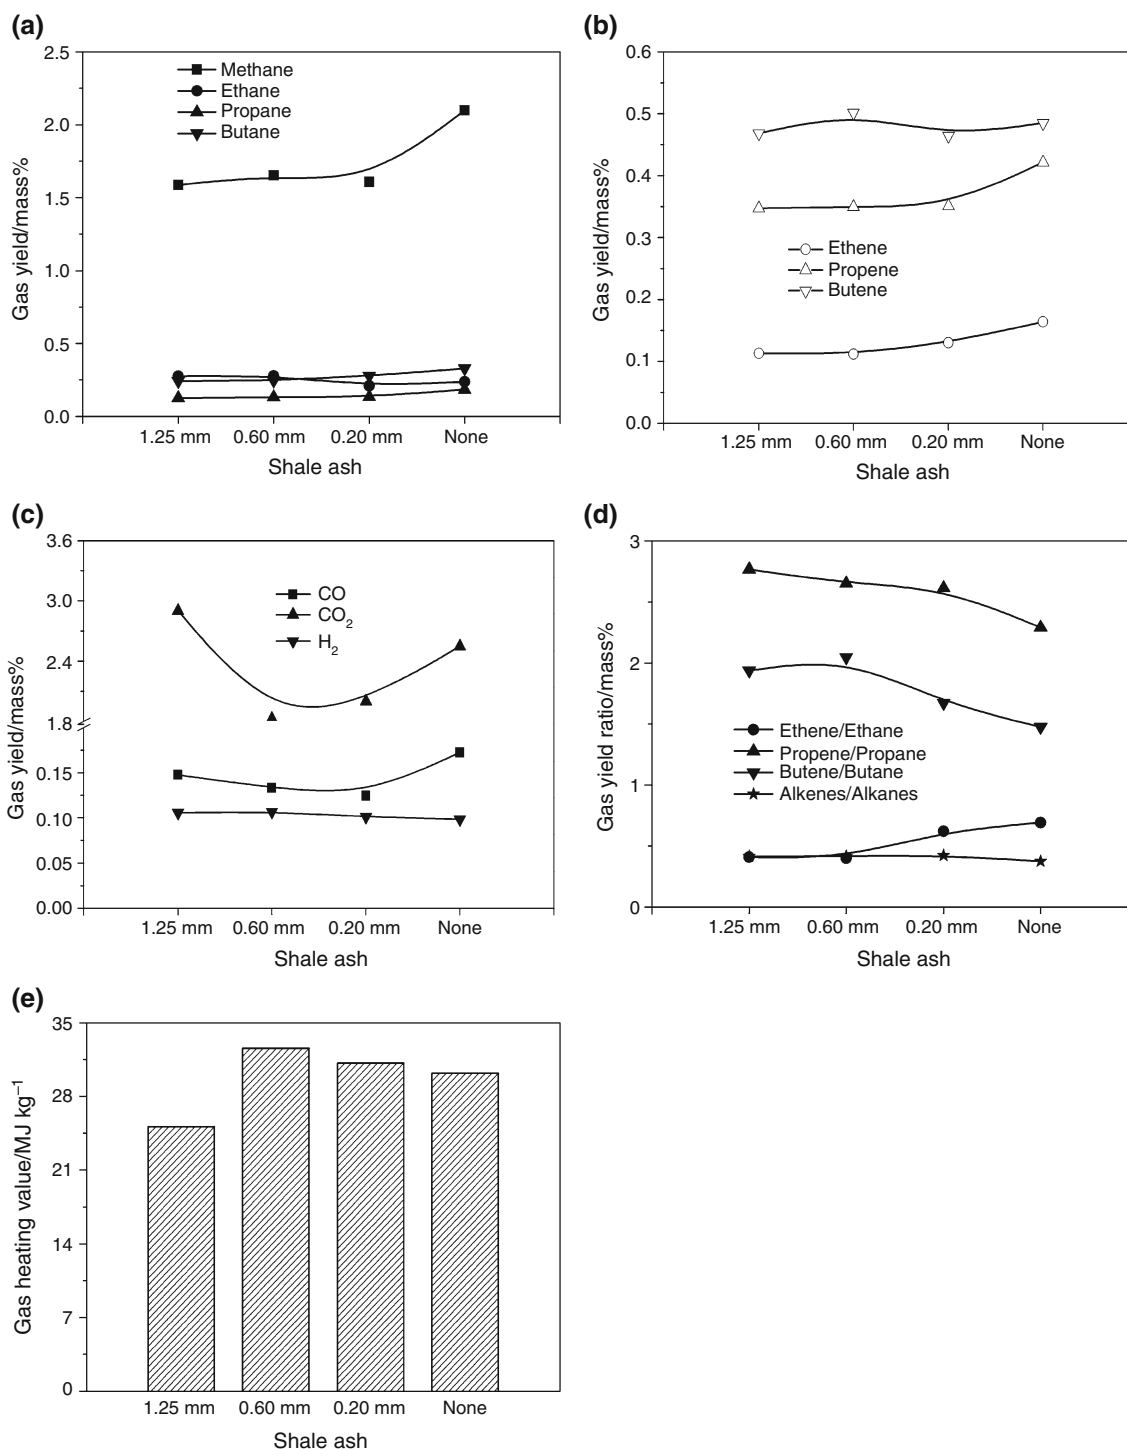 (a)
2.5
2.0
1.5
1.0
0.5
0.0
Gas yield/mass%
Methane
Ethane
Propane
Butane
1.25 mm 0.60 mm 0.20 mm None
Shale ash
(b)
0.6
0.5
0.4
0.3
0.2
0.1
0.0
Gas yield/mass%
Ethene
Propene
Butene
1.25 mm 0.60 mm 0.20 mm None
Shale ash
(c)
3.6
3.0
2.4
1.8
0.15
0.10
0.05
0.00
Gas yield/mass%
CO
CO2
H2
1.25 mm 0.60 mm 0.20 mm None
Shale ash
(d)
3
2
1
0
Gas yield ratio/mass%
Ethene/Ethane
Propene/Propane
Butene/Butane
Alkenes/Alkanes
1.25 mm 0.60 mm 0.20 mm None
Shale ash
(e)
35
28
21
14
7
0
Gas heating value/MJ kg–1
1.25 mm 0.60 mm 0.20 mm None
Shale ash